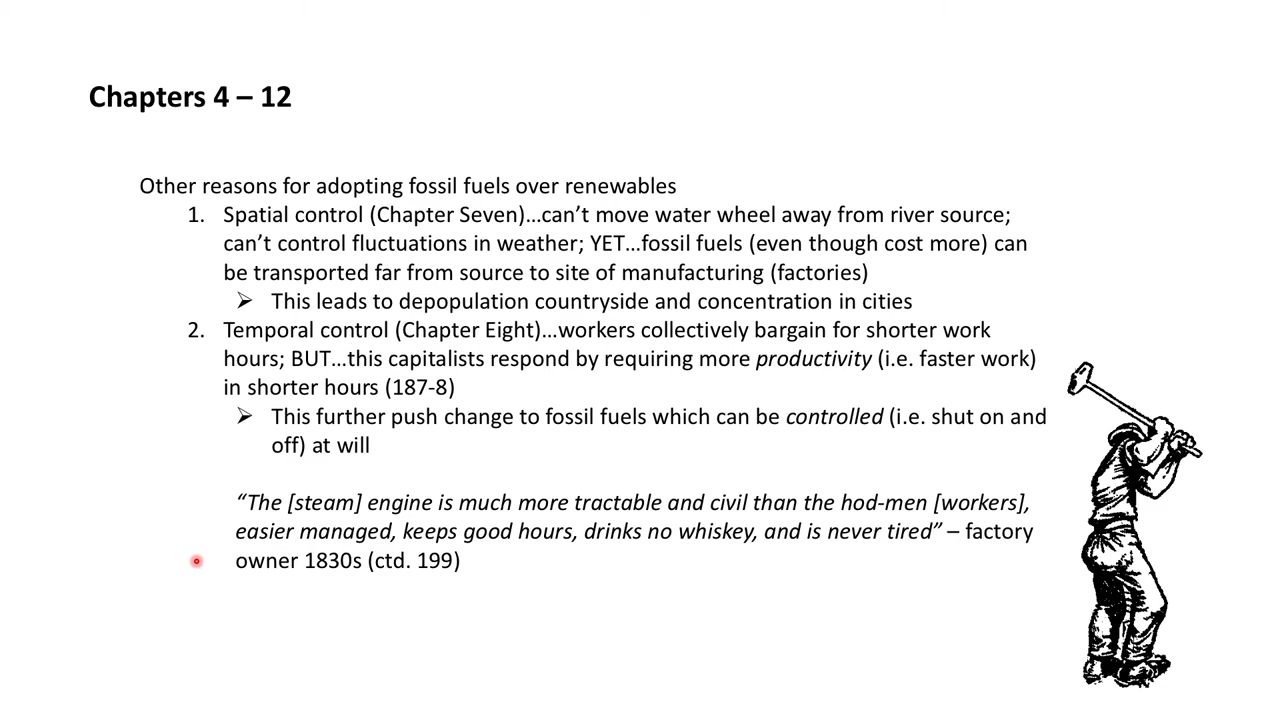 Chapters 4 – 12
Other reasons for adopting fossil fuels over renewables
1. Spatial control (Chapter Seven)…can’t move water wheel away from river source;
can’t control fluctuations in weather; YET…fossil fuels (even though cost more) can
be transported far from source to site of manufacturing (factories)
➢ This leads to depopulation countryside and concentration in cities
2. Temporal control (Chapter Eight)…workers collectively bargain for shorter work
hours; BUT…this capitalists respond by requiring more productivity (i.e. faster work)
in shorter hours (187-8)
➢ This further push change to fossil fuels which can be controlled (i.e. shut on and
off) at will
“The [steam] engine is much more tractable and civil than the hod-men [workers],
easier managed, keeps good hours, drinks no whiskey, and is never tired” – factory
owner 1830s (ctd. 199)